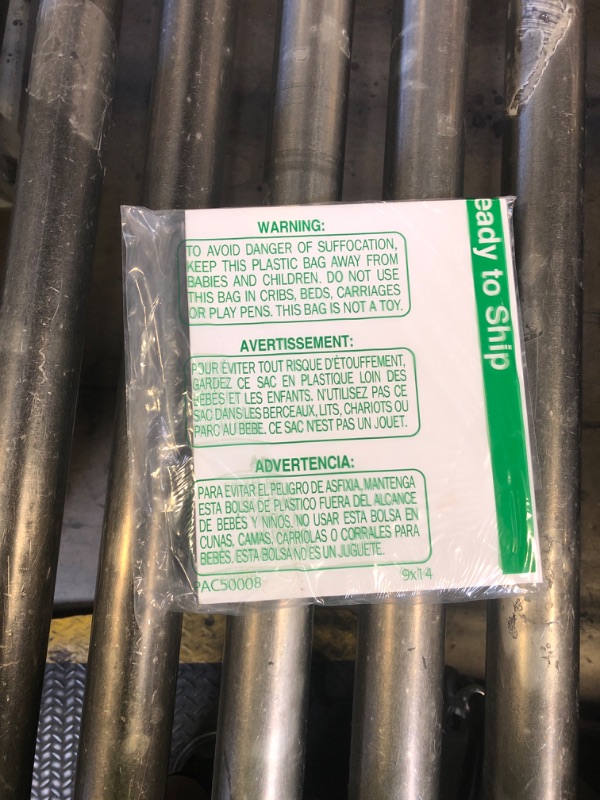 WARNING:
TO AVOID DANGER OF SUFFOCATION,
KEEP THIS PLASTIC BAG AWAY FROM
BABIES AND CHILDREN. DO NOT USE
THIS BAG IN CRIBS, BEDS, CARRIAGES
OR PLAY PENS. THIS BAG IS NOT A TOY.
AVERTISSEMENT:
POUR ÉVITER TOUT RISQUE D'ÉTOUFFEMENT,
GARDEZ CE SAC EN PLASTIQUE LOIN DES
BÉBÉS ET LES ENFANTS. N'UTILISEZ PAS CE
SAC DANS LES BERCEAUX, LITS, CHARIOTS OU
PARC AU BEBE. CE SAC N'EST PAS UN JOUET.
ADVERTENCIA:
PARA EVITAR EL PELIGRO DE ASFIXIA, MANTENGA
ESTA BOLSA DE PLASTICO FUERA DEL ALCANCE
DE BEBÉS Y NINOS. NO USAR ESTA BOLSA EN
CUNAS, CAMAS, CARRIOLAS O CORRALES PARA
BEBÉS. ESTA BOLSA NO ES UN JUGUETE.
PAC50008 9x14
eady to Ship